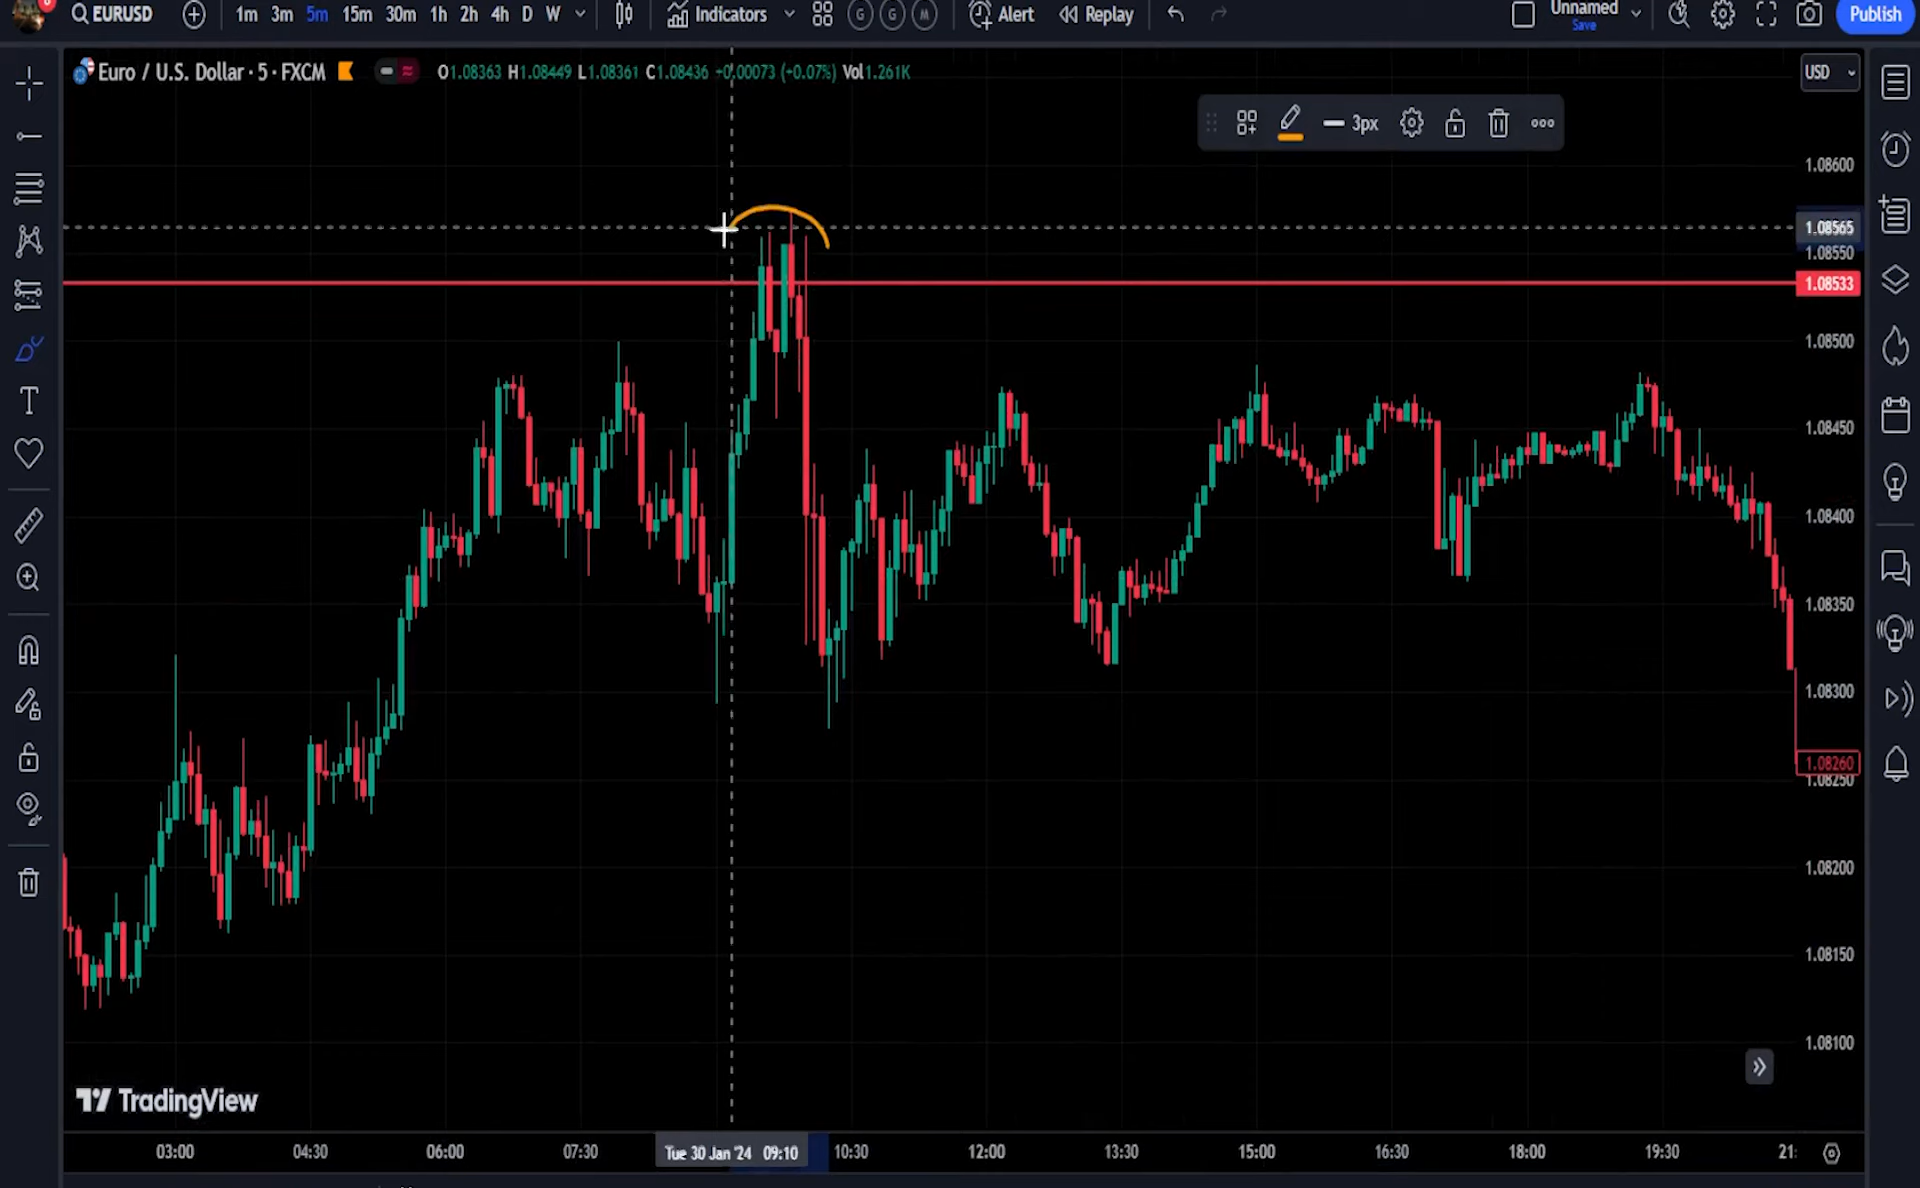 EURUSD 1m 3m 5m 15m 30m 1h 2h 4h D W Indicators G G M Alert Replay Unnamed Save Publish
Euro / U.S. Dollar · 5 · FXCM O1.08363 H1.08449 L1.08361 C1.08436 +0.00073 (+0.07%) Vol1.261K
USD
3px
1.08600
1.08565
1.08550
1.08533
1.08500
1.08450
1.08400
1.08350
1.08300
1.08260
1.08250
1.08200
1.08150
1.08100
TradingView
03:00 04:30 06:00 07:30 Tue 30 Jan '24 09:10 10:30 12:00 13:30 15:00 16:30 18:00 19:30 21: